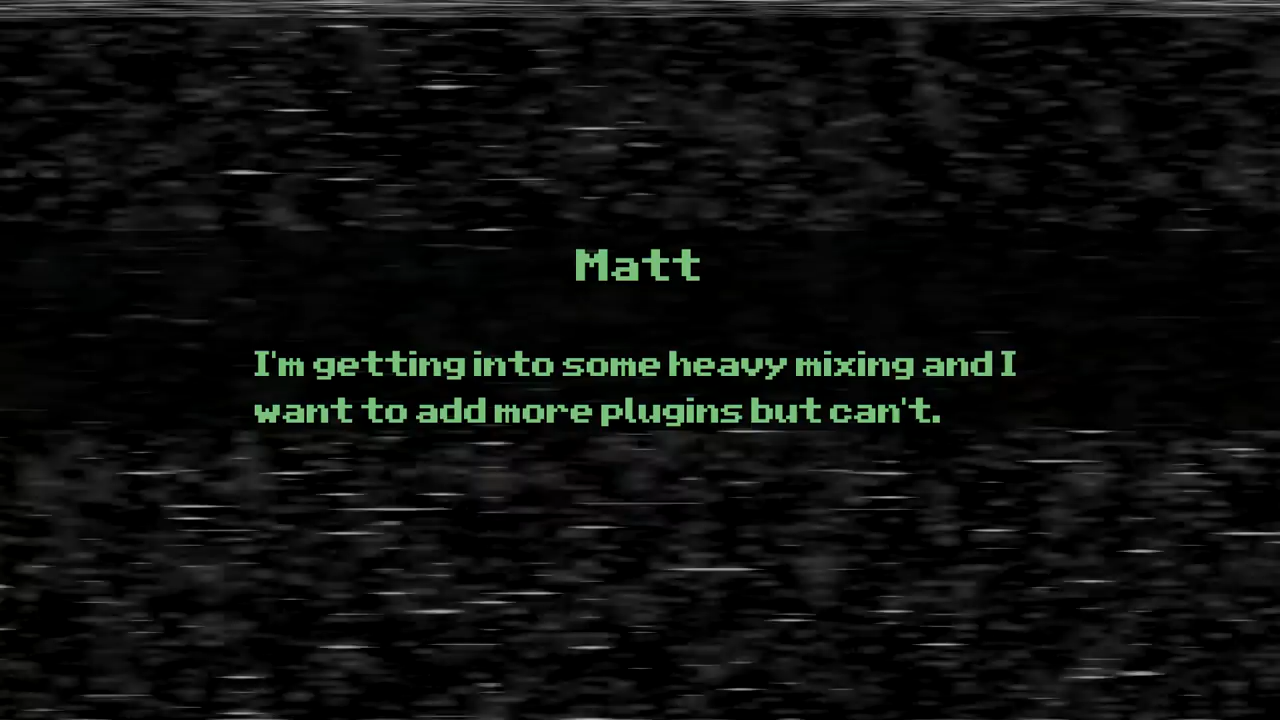 Matt
I'm getting into some heavy mixing and I
want to add more plugins but can't.